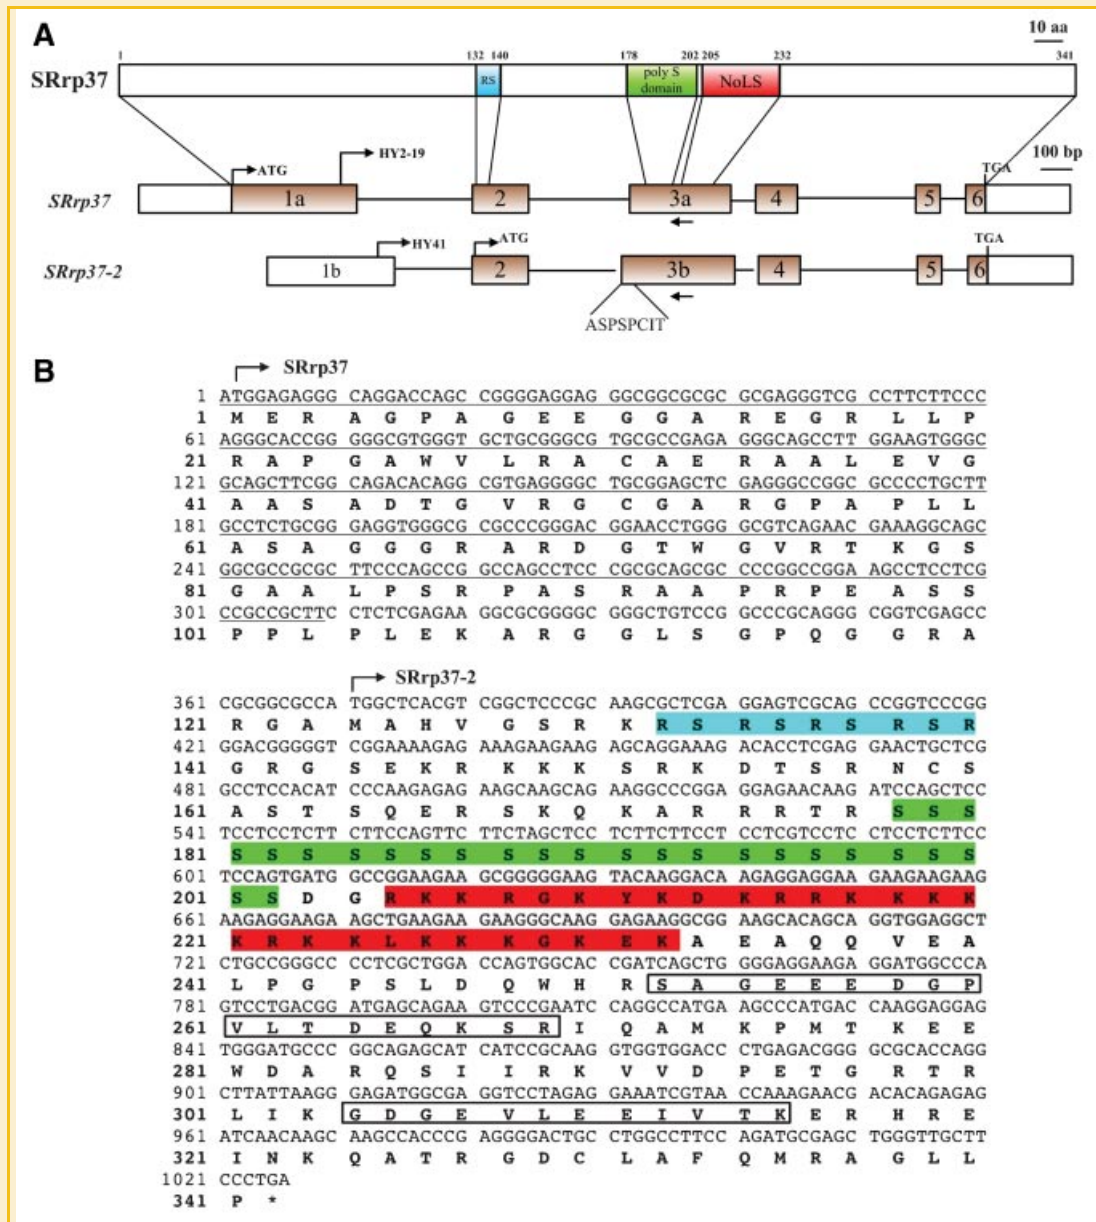 A
10 aa
1 132 140 178 202 205 232 341
SRrp37 RS poly S domain NoLS
ATG HY2-19 TGA 100 bp
SRrp37 1a 2 3a 4 5 6
HY41 ATG TGA
SRrp37-2 1b 2 3b 4 5 6
ASPSPCIT
B
SRrp37
1 ATGGAGAGGG CAGGACCAGC CGGGGAGGAG GGCGGCGCGC GCGAGGGTCG CCTTCTTCCC
1 M E R A G P A G E E G G A R E G R L L P
61 AGGGCACCGG GGGCGTGGGT GCTGCGGGCG TGCGCCGAGA GGGCAGCCTT GGAAGTGGGC
21 R A P G A W V L R A C A E R A A L E V G
121 GCAGCTTCGG CAGACACAGG CGTGAGGGGC TGCGGAGCTC GAGGGCCGGC GCCCCTGCTT
41 A A S A D T G V R G C G A R G P A P L L
181 GCCTCTGCGG GAGGTGGGCG CGCCCGGGAC GGAACCTGGG GCGTCAGAAC GAAAGGCAGC
61 A S A G G G R A R D G T W G V R T K G S
241 GGCGCCGCGC TTCCCAGCCG GCCAGCCTCC CGCGCAGCGC CCCGGCCGGA AGCCTCCTCG
81 G A A L P S R P A S R A A P R P E A S S
301 CCGCCGCTTC CTCTCGAGAA GGCGCGGGGC GGGCTGTCCG GCCCGCAGGG CGGTCGAGCC
101 P P L P L E K A R G G L S G P Q G G R A
SRrp37-2
361 CGCGGCGCCA TGGCTCACGT CGGCTCCCGC AAGCGCTCGA GGAGTCGCAG CCGGTCCCGG
121 R G A M A H V G S R K R S R S R S R S R
421 GGACGGGGGT CGGAAAAGAG AAAGAAGAAG AGCAGGAAAG ACACCTCGAG GAACTGCTCG
141 G R G S E K R K K K S R K D T S R N C S
481 GCCTCCACAT CCCAAGAGAG AAGCAAGCAG AAGGCCCGGA GGAGAACAAG ATCCAGCTCC
161 A S T S Q E R S K Q K A R R R T R S S S
541 TCCTCCTCTT CTTCCAGTTC TTCTAGCTCC TCTTCTTCCT CCTCGTCCTC CTCCTCTTCC
181 S S S S S S S S S S S S S S S S S S S S
601 TCCAGTGATG GCCGGAAGAA GCGGGGGAAG TACAAGGACA AGAGGAGGAA GAAGAAGAAG
201 S S D G R K K R G K Y K D K R R K K K K
661 AAGAGGAAGA AGCTGAAGAA GAAGGGCAAG GAGAAGGCGG AAGCACAGCA GGTGGAGGCT
221 K R K K L K K K G K E K A E A Q Q V E A
721 CTGCCGGGCC CCTCGCTGGA CCAGTGGCAC CGATCAGCTG GGGAGGAAGA GGATGGCCCA
241 L P G P S L D Q W H R S A G E E E D G P
781 GTCCTGACGG ATGAGCAGAA GTCCCGAATC CAGGCCATGA AGCCCATGAC CAAGGAGGAG
261 V L T D E Q K S R I Q A M K P M T K E E
841 TGGGATGCCC GGCAGAGCAT CATCCGCAAG GTGGTGGACC CTGAGACGGG GCGCACCAGG
281 W D A R Q S I I R K V V D P E T G R T R
901 CTTATTAAGG GAGATGGCGA GGTCCTAGAG GAAATCGTAA CCAAAGAACG ACACAGAGAG
301 L I K G D G E V L E E I V T K E R H R E
961 ATCAACAAGC AAGCCACCCG AGGGGACTGC CTGGCCTTCC AGATGCGAGC TGGGTTGCTT
321 I N K Q A T R G D C L A F Q M R A G L L
1021 CCCTGA
341 P *